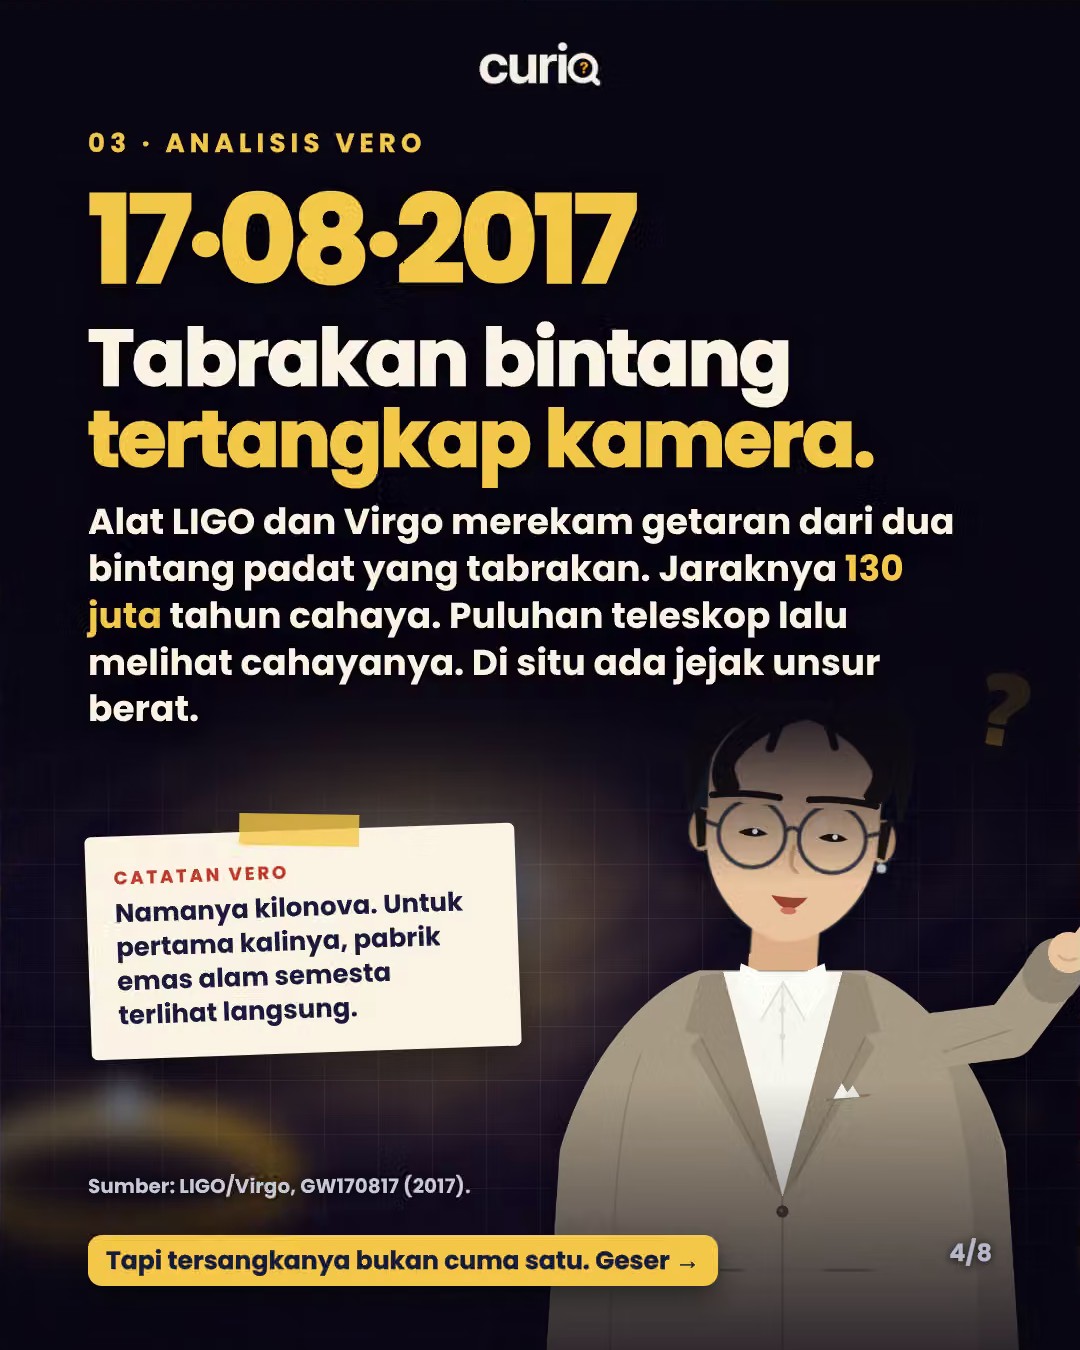 curiQ?
03 · ANALISIS VERO
17·08·2017
Tabrakan bintang
tertangkap kamera.
Alat LIGO dan Virgo merekam getaran dari dua
bintang padat yang tabrakan. Jaraknya 130
juta tahun cahaya. Puluhan teleskop lalu
melihat cahayanya. Di situ ada jejak unsur
berat.
?
CATATAN VERO
Namanya kilonova. Untuk
pertama kalinya, pabrik
emas alam semesta
terlihat langsung.
Sumber: LIGO/Virgo, GW170817 (2017).
Tapi tersangkanya bukan cuma satu. Geser →
4/8